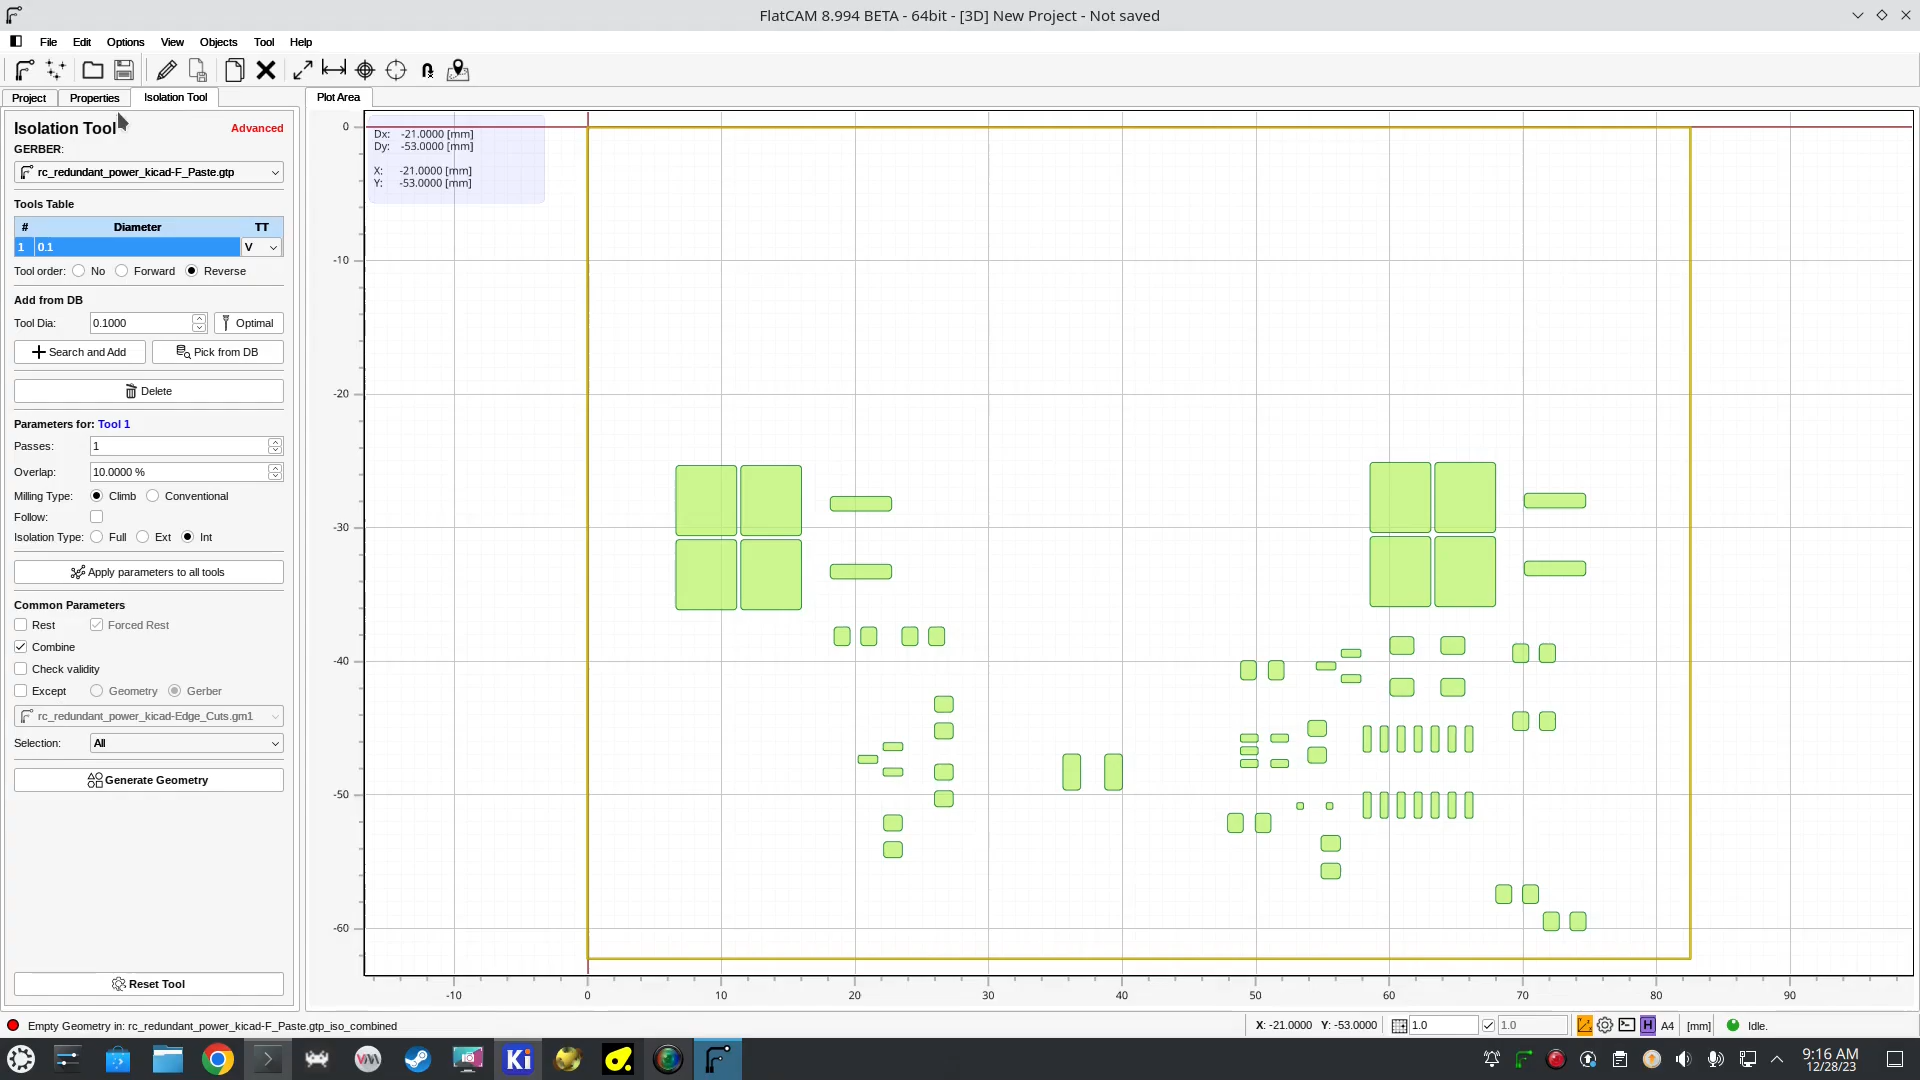 FlatCAM 8.994 BETA - 64bit - [3D] New Project - Not saved
File Edit Options View Objects Tool Help
Project Properties Isolation Tool Plot Area
Isolation Tool Advanced
GERBER:
rc_redundant_power_kicad-F_Paste.gtp
Tools Table
# Diameter TT
1 0.1 V
Tool order: No Forward Reverse
Add from DB
Tool Dia: 0.1000 Optimal
Search and Add Pick from DB
Delete
Parameters for: Tool 1
Passes: 1
Overlap: 10.0000 %
Milling Type: Climb Conventional
Follow:
Isolation Type: Full Ext Int
Apply parameters to all tools
Common Parameters
Rest Forced Rest
Combine
Check validity
Except Geometry Gerber
rc_redundant_power_kicad-Edge_Cuts.gm1
Selection: All
Generate Geometry
Reset Tool
Dx: -21.0000 [mm]
Dy: -53.0000 [mm]
X: -21.0000 [mm]
Y: -53.0000 [mm]
0
-10
-20
-30
-40
-50
-60
-10 0 10 20 30 40 50 60 70 80 90
Empty Geometry in: rc_redundant_power_kicad-F_Paste.gtp_iso_combined
X: -21.0000 Y: -53.0000 1.0 1.0 H A4 [mm] Idle.
Ki
9:16 AM
12/28/23